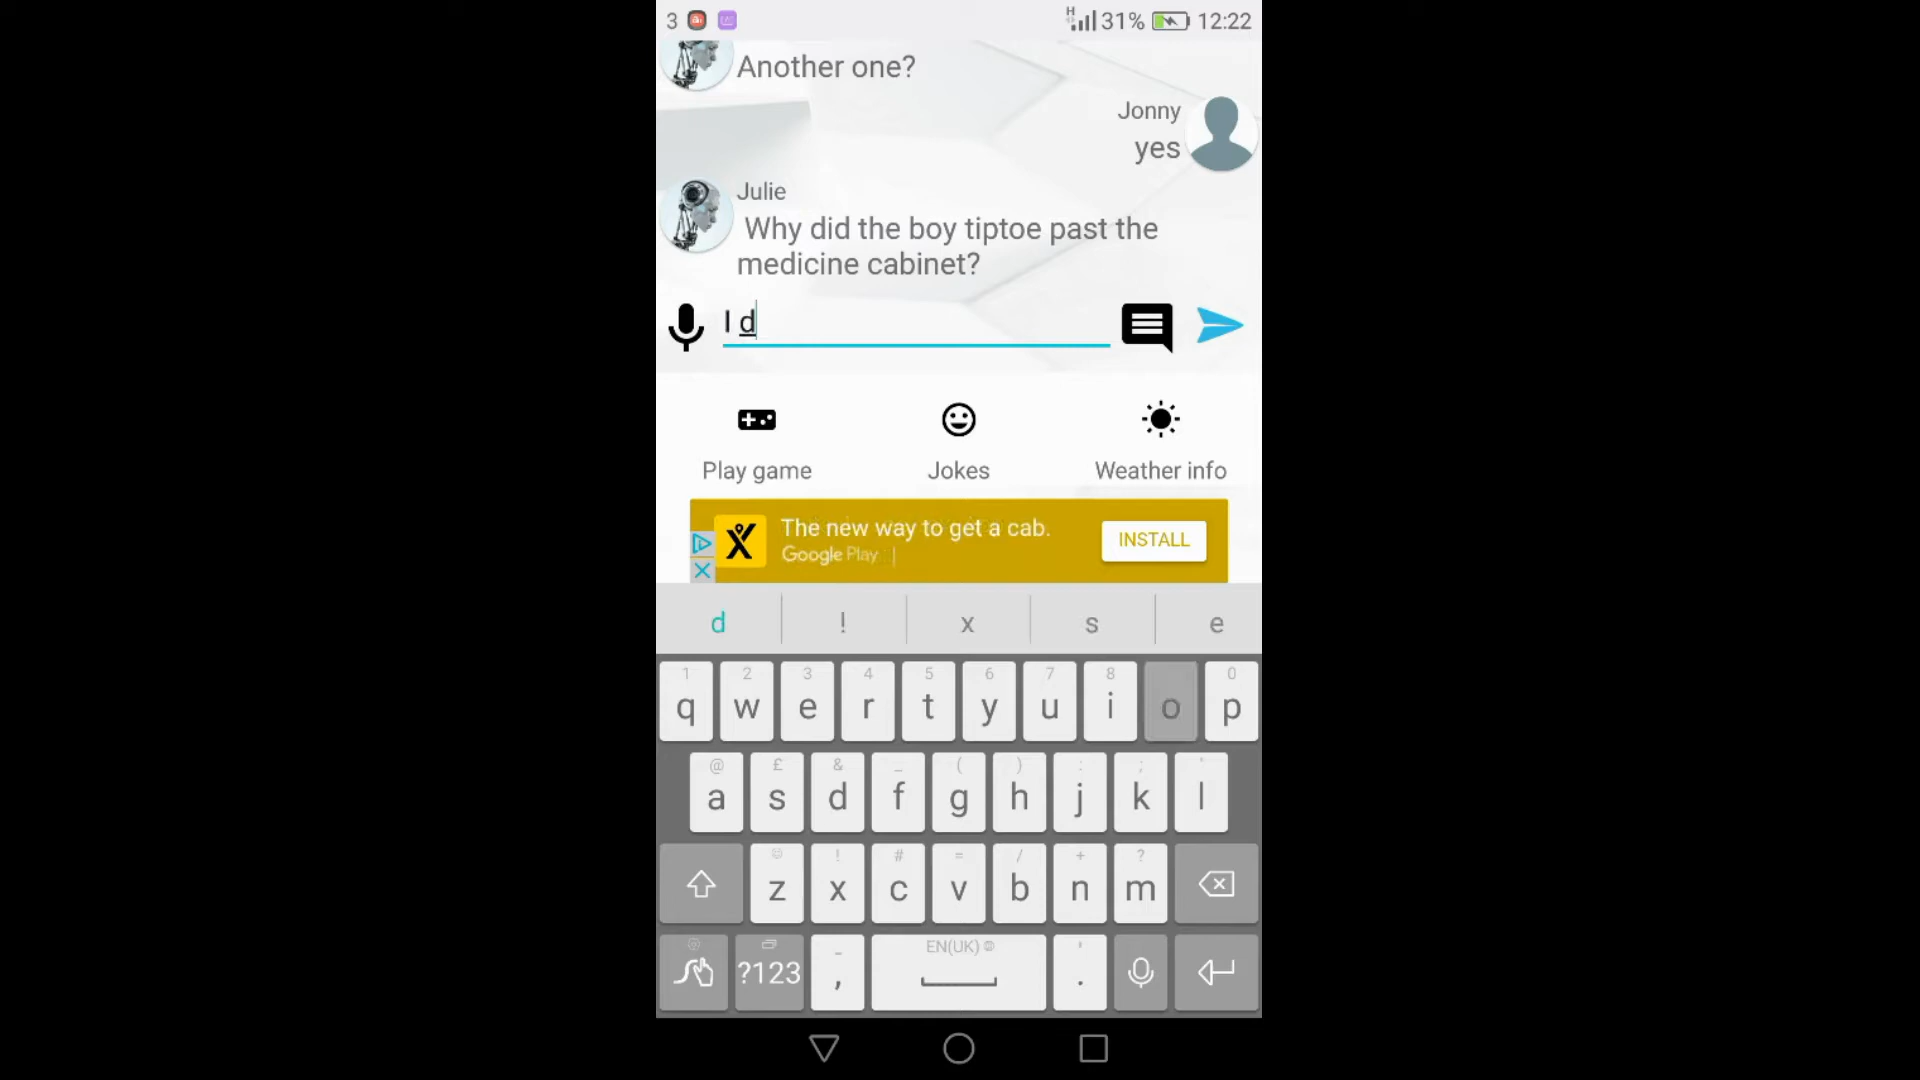 3 31% 12:22
H
Another one?
Jonny
yes
Julie
Why did the boy tiptoe past the
medicine cabinet?
I d
Play game Jokes Weather info
The new way to get a cab.
Google Play
INSTALL
d ! x s e
1 2 3 4 5 6 7 8 0
q w e r t y u i o p
@ £ & _ ( ) : ; '
a s d f g h j k l
! # = / + ?
z x c v b n m
EN(UK)
?123 , .